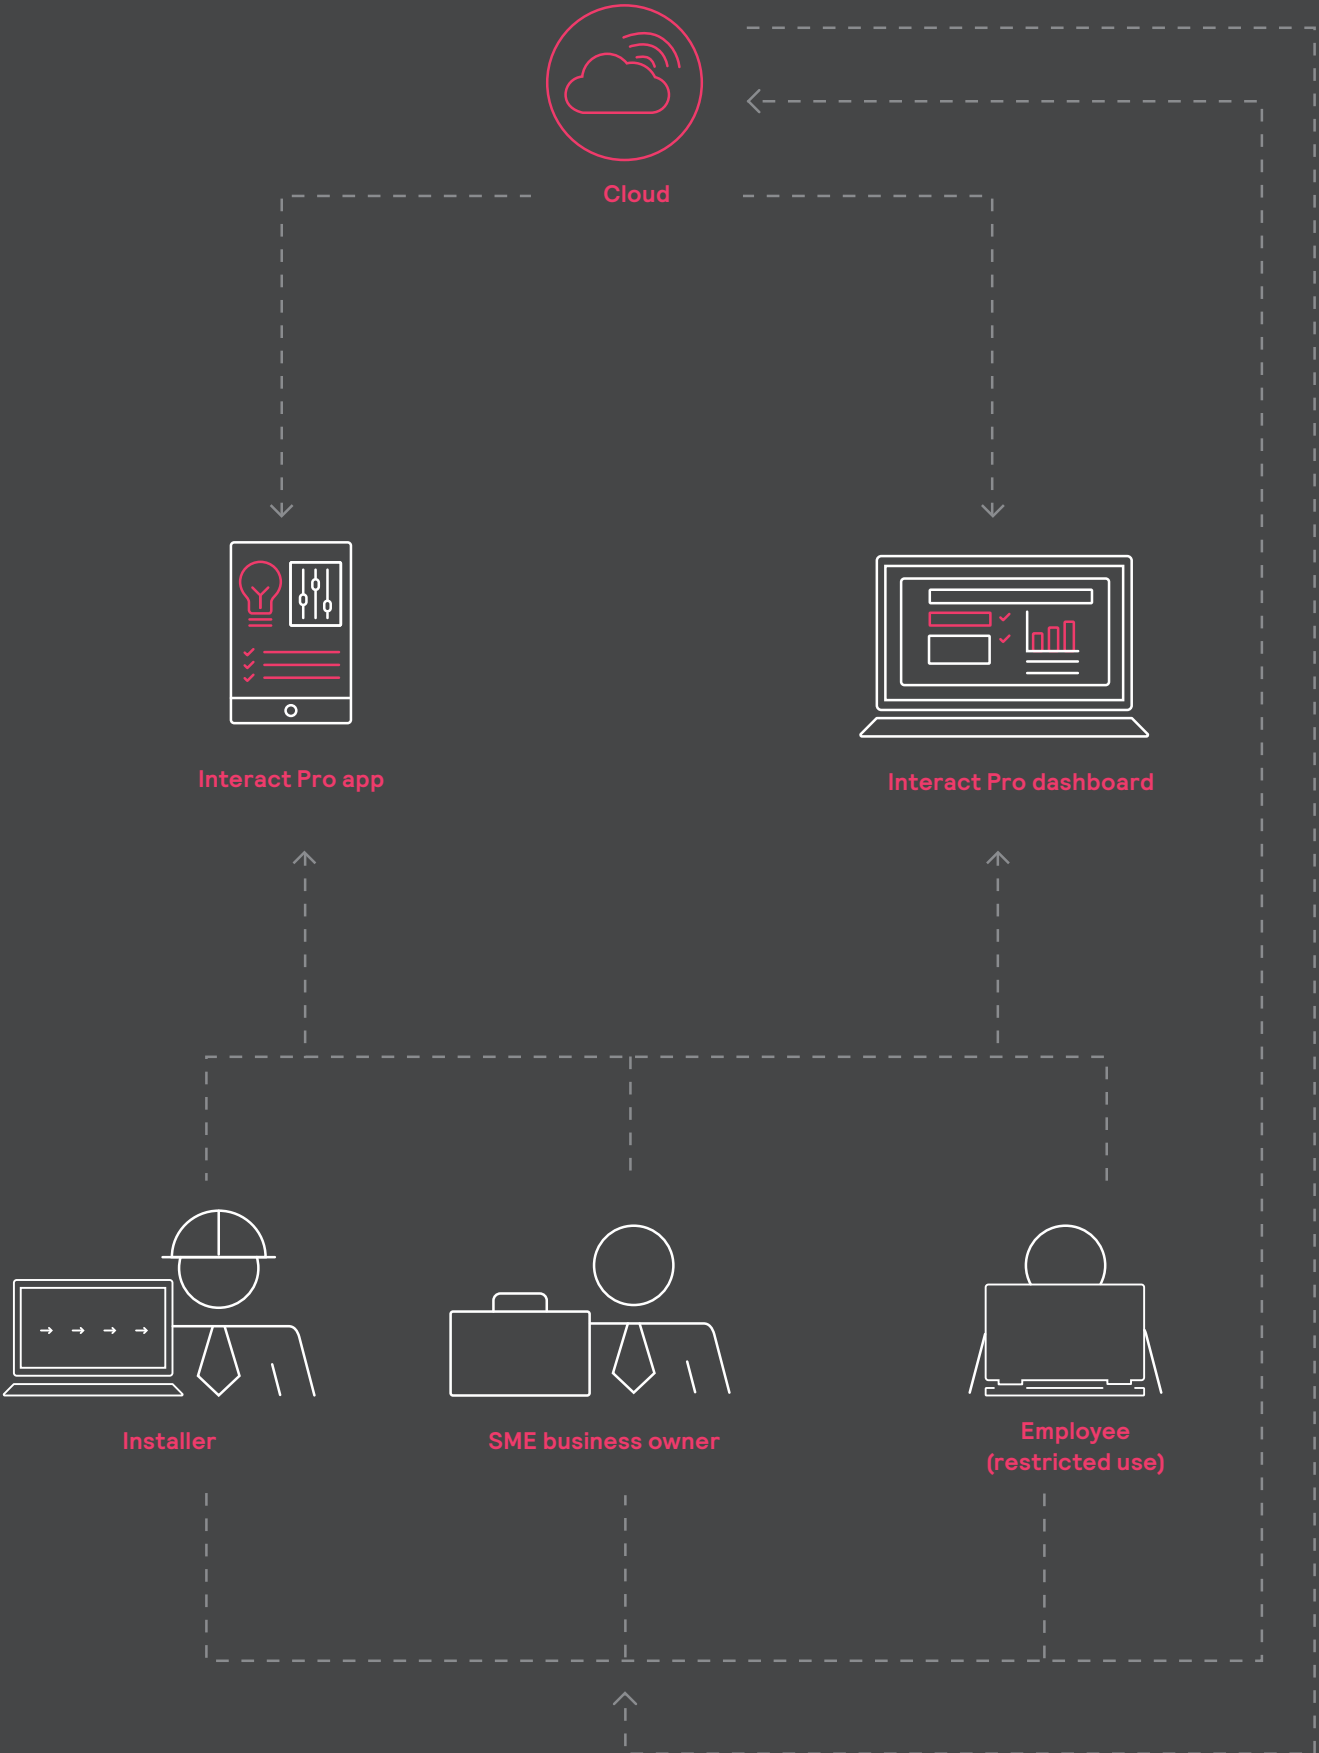 Cloud
Interact Pro app
Interact Pro dashboard
Installer
SME business owner
Employee
(restricted use)